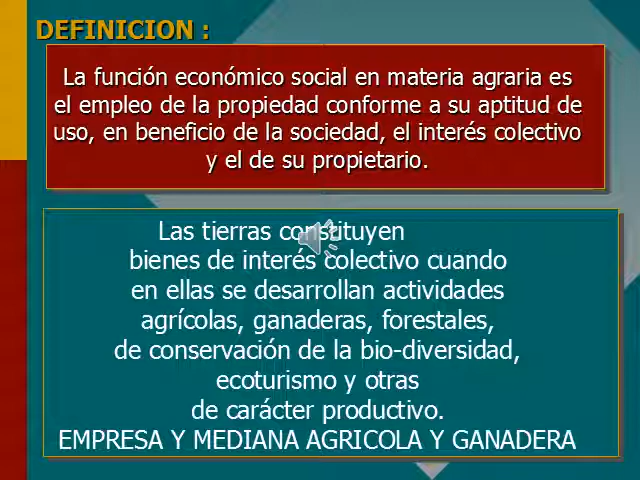 DEFINICION :
La función económico social en materia agraria es
el empleo de la propiedad conforme a su aptitud de
uso, en beneficio de la sociedad, el interés colectivo
y el de su propietario.
Las tierras constituyen
bienes de interés colectivo cuando
en ellas se desarrollan actividades
agrícolas, ganaderas, forestales,
de conservación de la bio-diversidad,
ecoturismo y otras
de carácter productivo.
EMPRESA Y MEDIANA AGRICOLA Y GANADERA